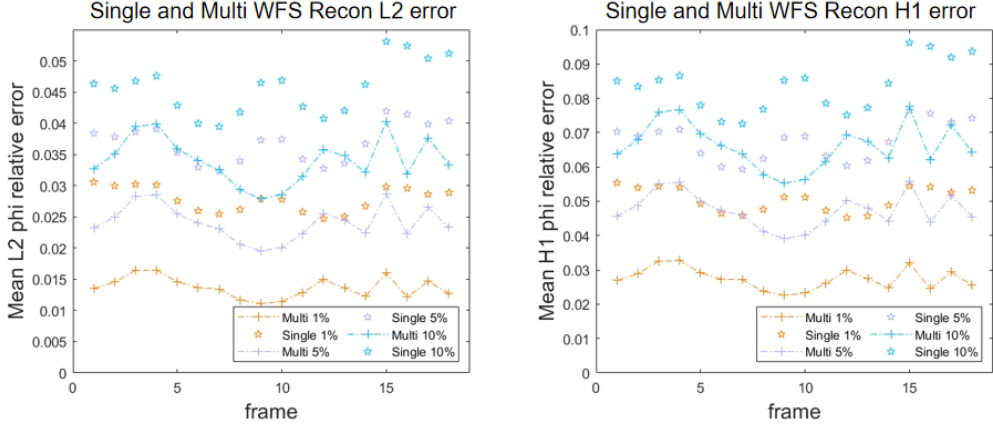 Single and Multi WFS Recon L2 error
Mean L2 phi relative error
0.05
0.045
0.04
0.035
0.03
0.025
0.02
0.015
0.01
0.005
0
Multi 1%
Single 1%
Multi 5%
Single 5%
Multi 10%
Single 10%
0
5
10
15
frame
Single and Multi WFS Recon H1 error
Mean H1 phi relative error
0.1
0.09
0.08
0.07
0.06
0.05
0.04
0.03
0.02
0.01
0
Multi 1%
Single 1%
Multi 5%
Single 5%
Multi 10%
Single 10%
0
5
10
15
frame